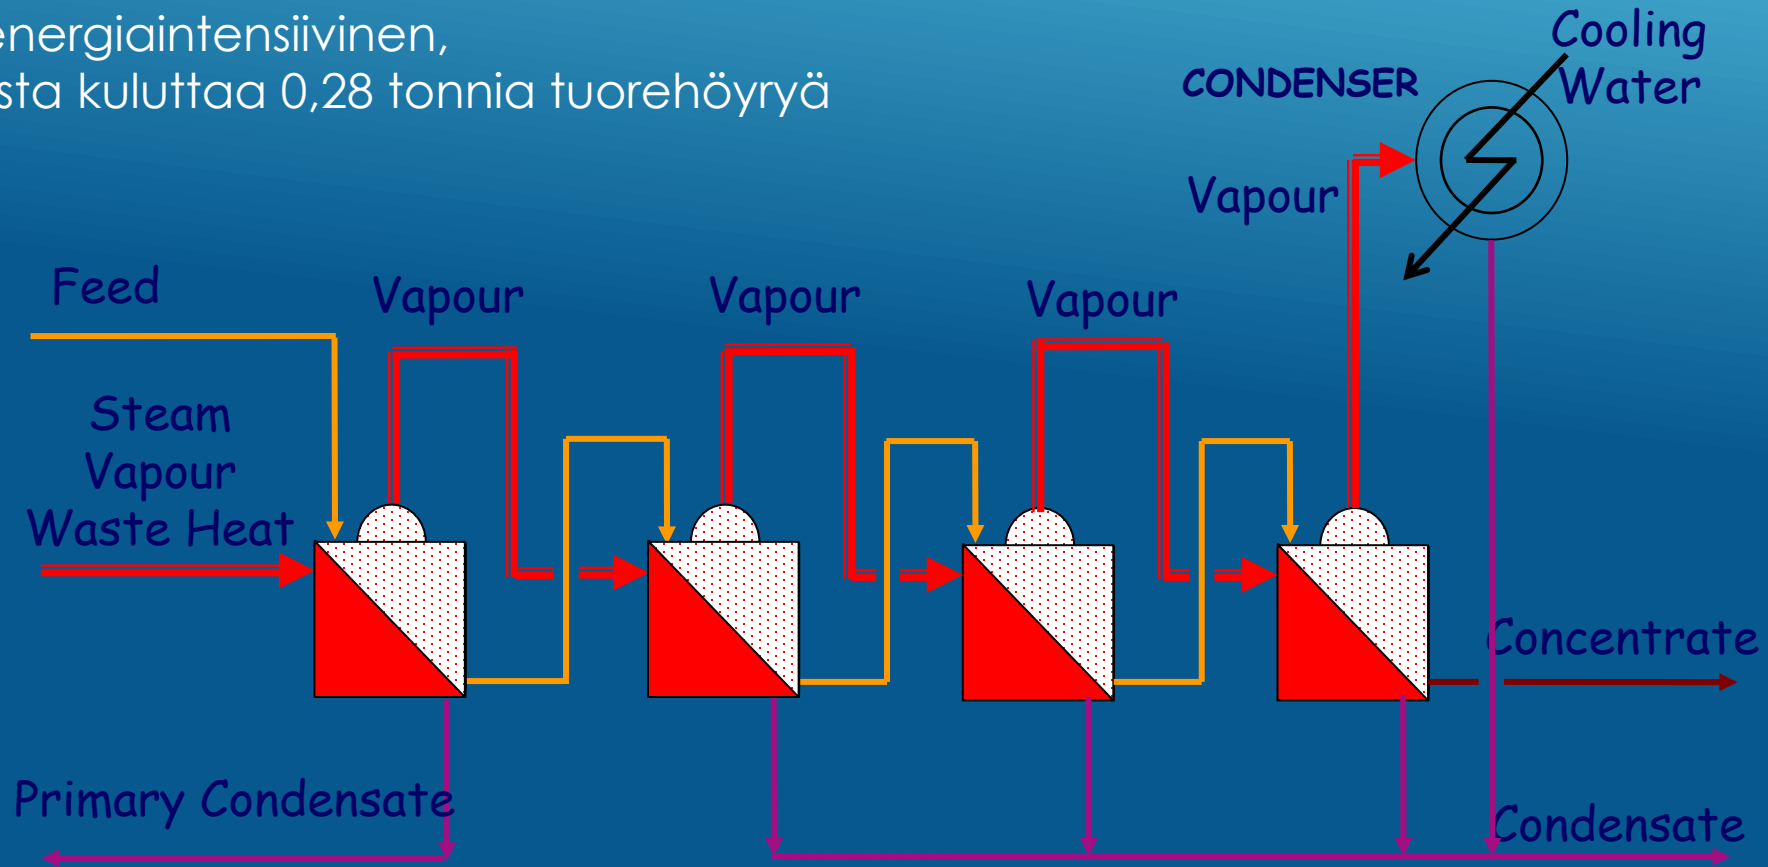 energiaintensiivinen,
sta kuluttaa 0,28 tonnia tuorehöyryä
Cooling
Water
CONDENSER
Vapour
Feed
Vapour
Vapour
Vapour
Steam
Vapour
Waste Heat
Concentrate
Primary Condensate
Condensate